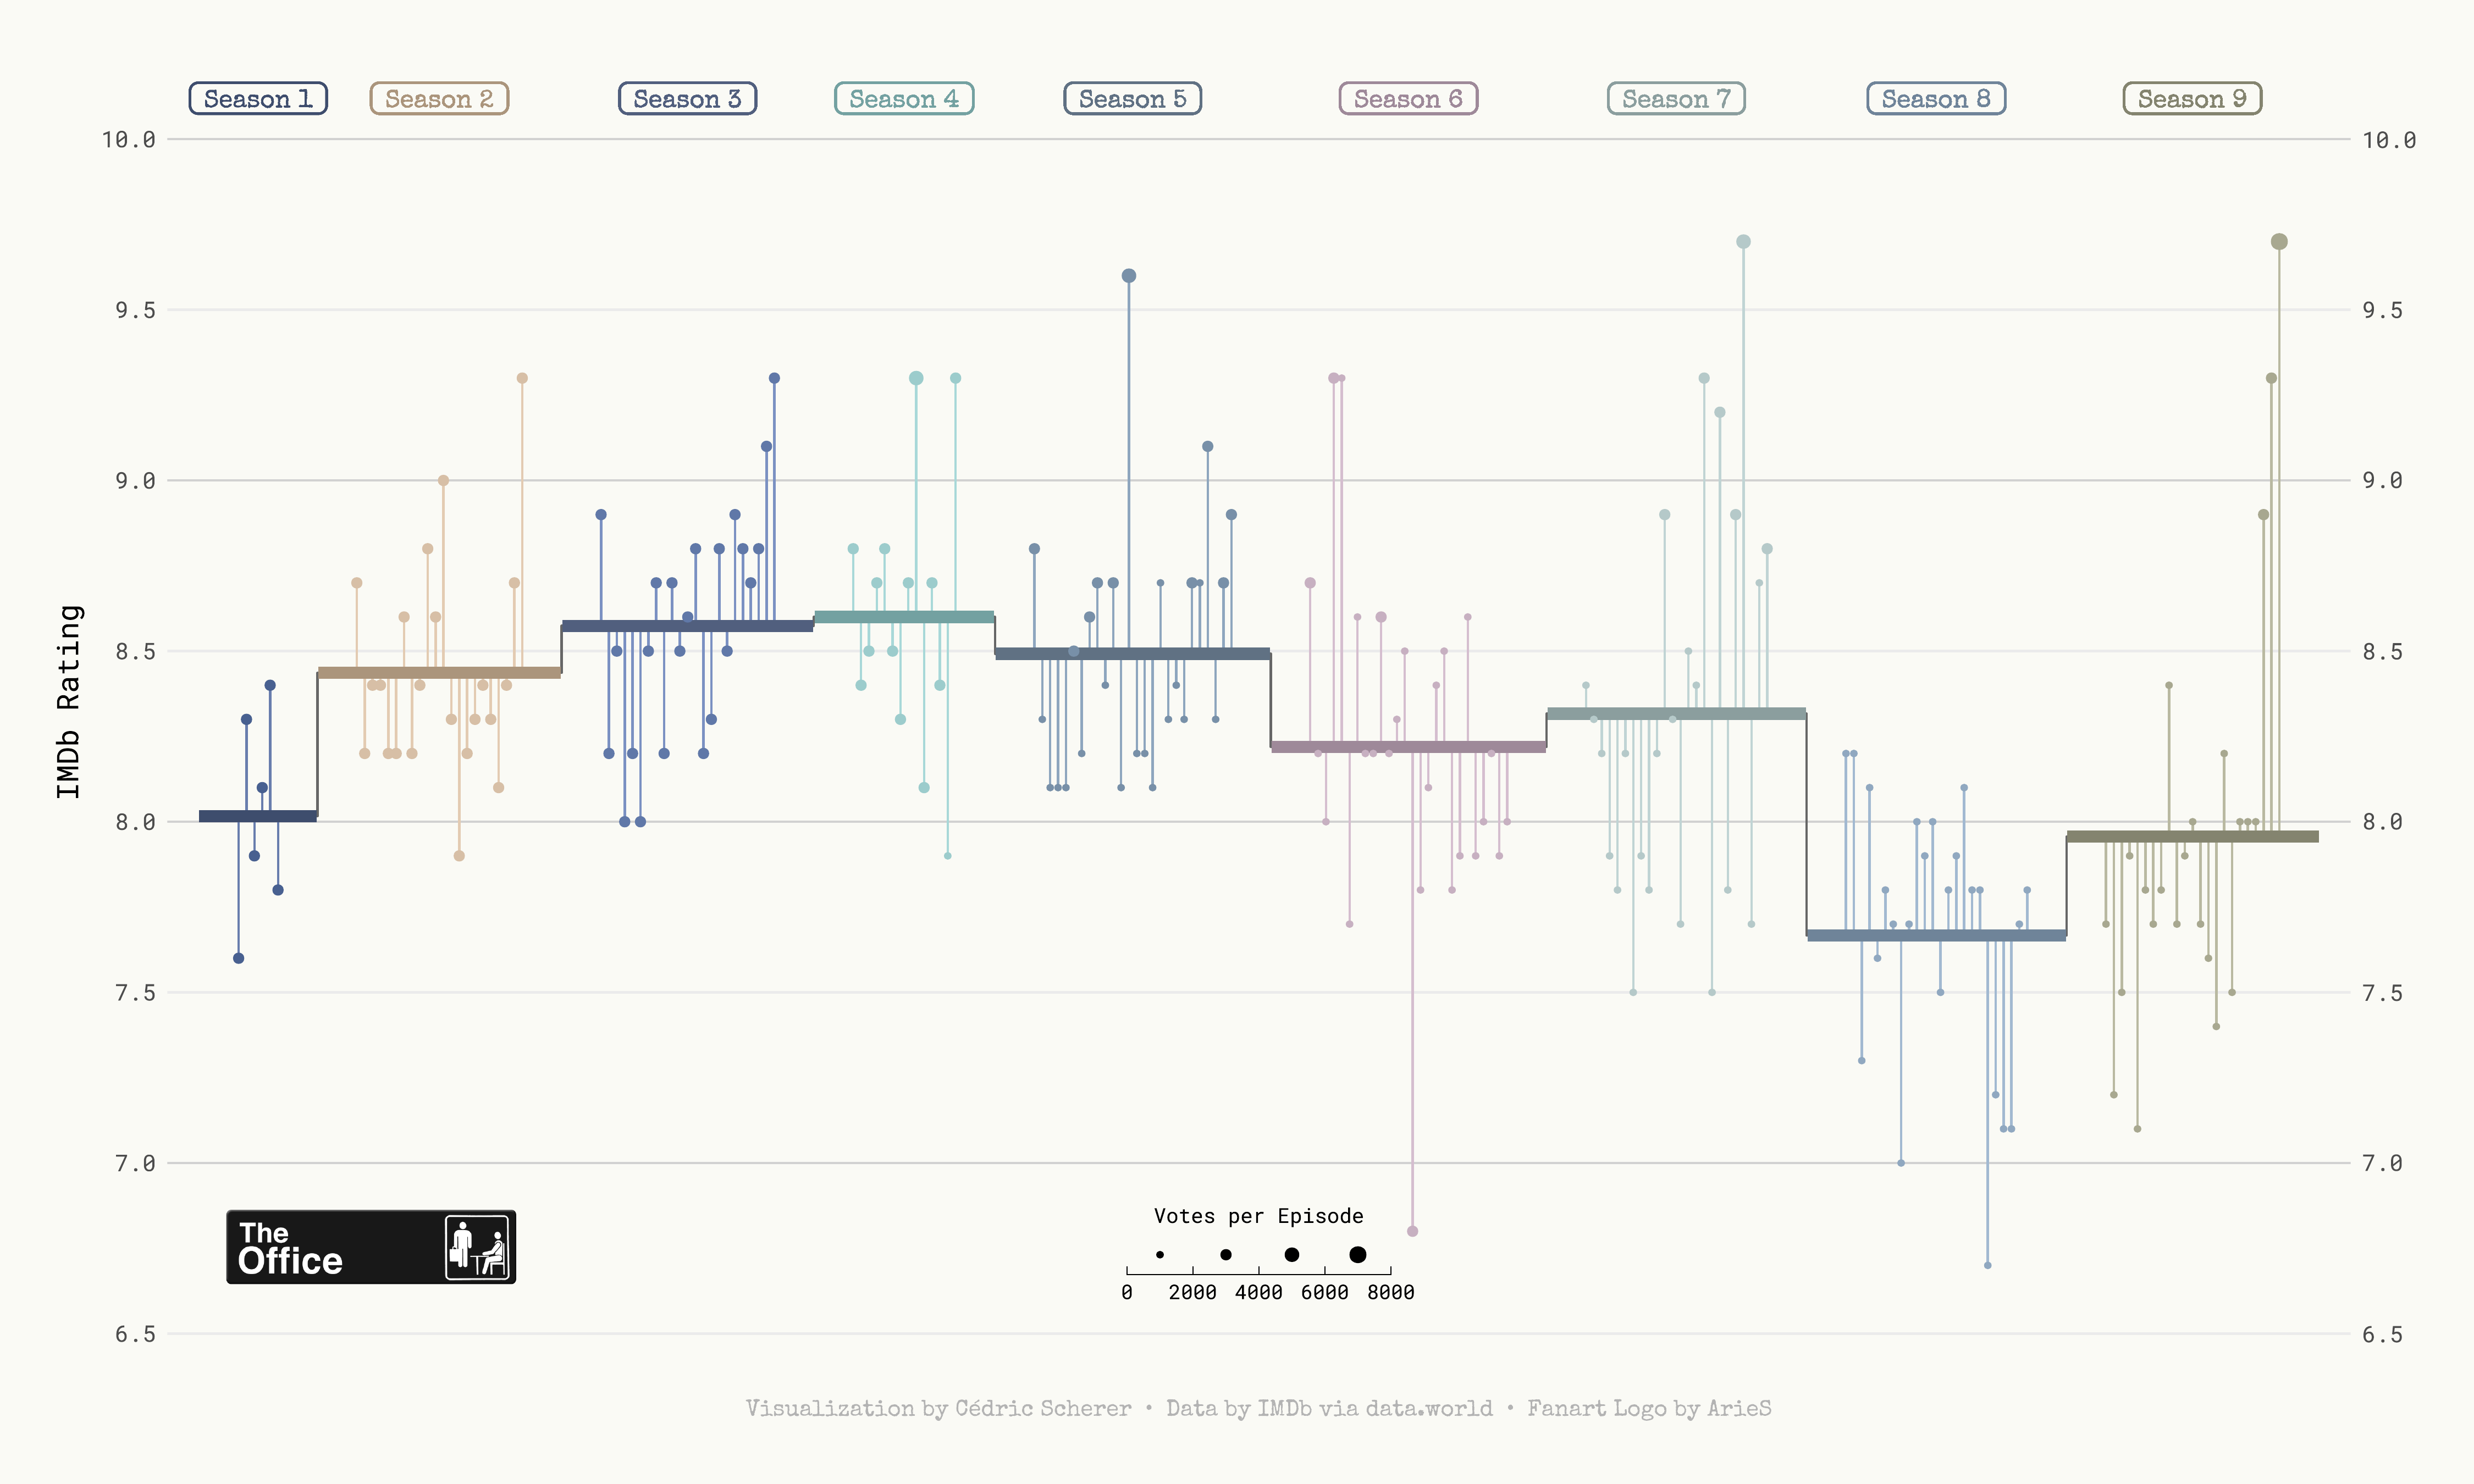 Season 1 Season 2 Season 3 Season 4 Season 5 Season 6 Season 7 Season 8 Season 9
10.0 10.0
9.5 9.5
9.0 9.0
8.5 8.5
IMDb Rating
8.0 8.0
7.5 7.5
7.0 7.0
The
Office
Votes per Episode
0 2000 4000 6000 8000
6.5 6.5
Visualization by Cédric Scherer • Data by IMDb via data.world • Fanart Logo by ArieS